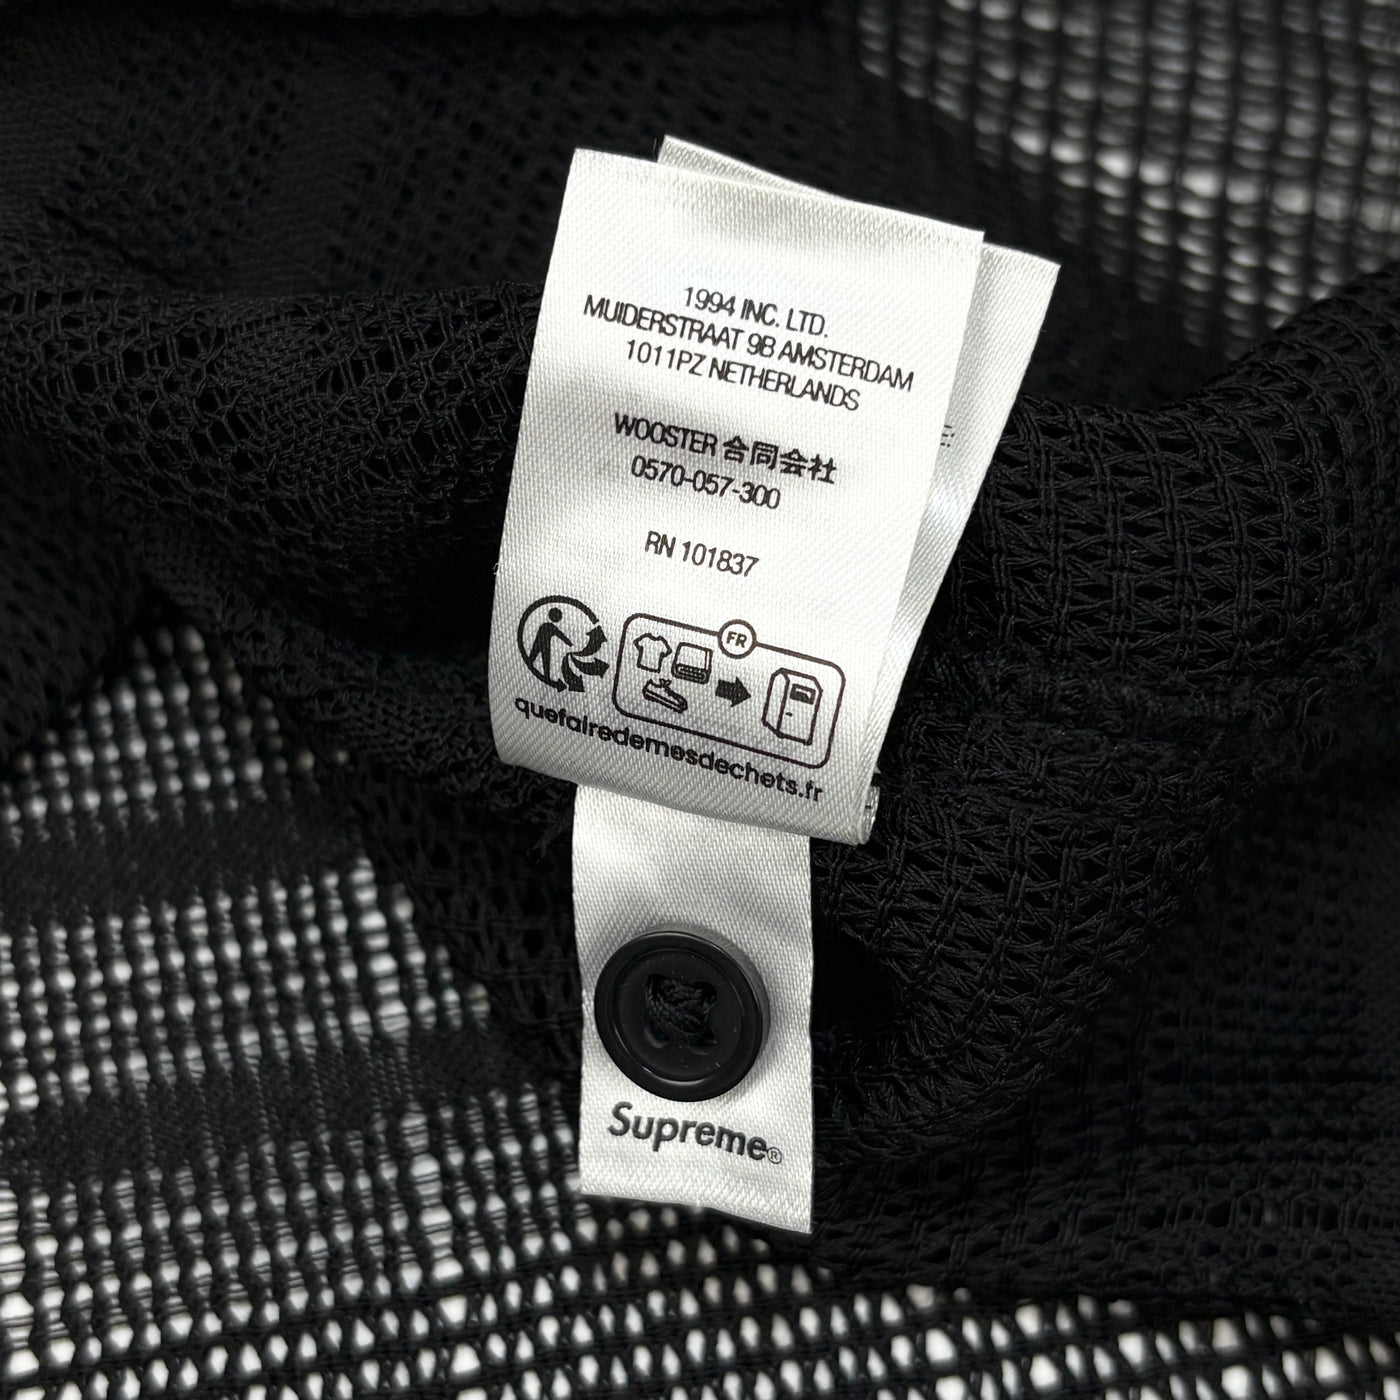 1994 INC. LTD.
MUIDERSTRAAT 9B AMSTERDAM
1011PZ NETHERLANDS
WOOSTER 合同会社
0570-057-300
RN 101837
FR
quefairedemesdechets.fr
Supreme®